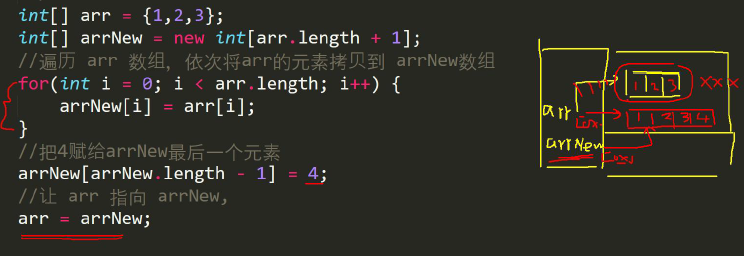 int[] arr = {1,2,3};
int[] arrNew = new int[arr.length + 1];
//遍历 arr 数组，依次将arr的元素拷贝到 arrNew数组
for(int i = 0; i < arr.length; i++) {
    arrNew[i] = arr[i];
}
//把4赋给arrNew最后一个元素
arrNew[arrNew.length - 1] = 4;
//让 arr 指向 arrNew,
arr = arrNew;
1 2 3 xxx
arr
1 2 3 4
arrNew